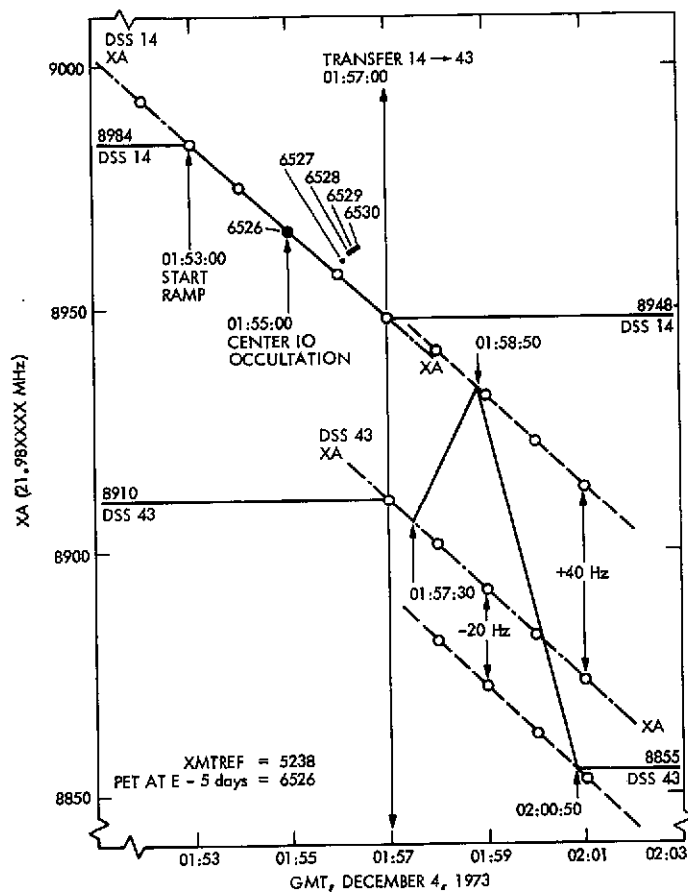 DSS 14
XA
TRANSFER 14 → 43
01:57:00
9000
8984
DSS 14
6527
6528
6529
6530
6526
01:53:00
START
RAMP
01:55:00
CENTER IO
OCCULTATION
8950
8948
DSS 14
XA
01:58:50
XA (21.98XXXX MHz)
DSS 43
XA
8910
DSS 43
8900
01:57:30
+40 Hz
−20 Hz
XA
XMTREF = 5238
PET AT E - 5 days = 6526
8855
DSS 43
02:00:50
8850
01:53 01:55 01:57 01:59 02:01 02:03
GMT, DECEMBER 4, 1973